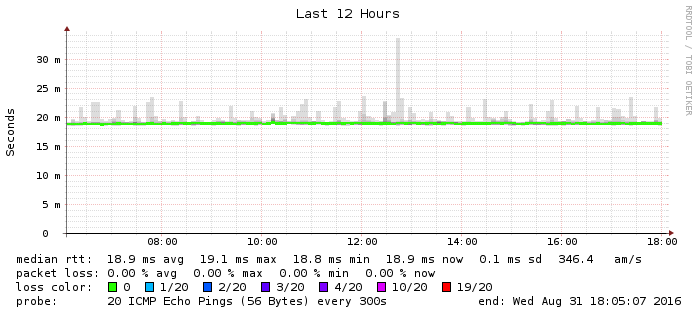 Last 12 Hours
RRDTOOL / TOBI OETIKER
Seconds
30 m
25 m
20 m
15 m
10 m
5 m
0
08:00 10:00 12:00 14:00 16:00 18:00
median rtt: 18.9 ms avg 19.1 ms max 18.8 ms min 18.9 ms now 0.1 ms sd 346.4 am/s
packet loss: 0.00 % avg 0.00 % max 0.00 % min 0.00 % now
loss color: 0 1/20 2/20 3/20 4/20 10/20 19/20
probe: 20 ICMP Echo Pings (56 Bytes) every 300s end: Wed Aug 31 18:05:07 2016